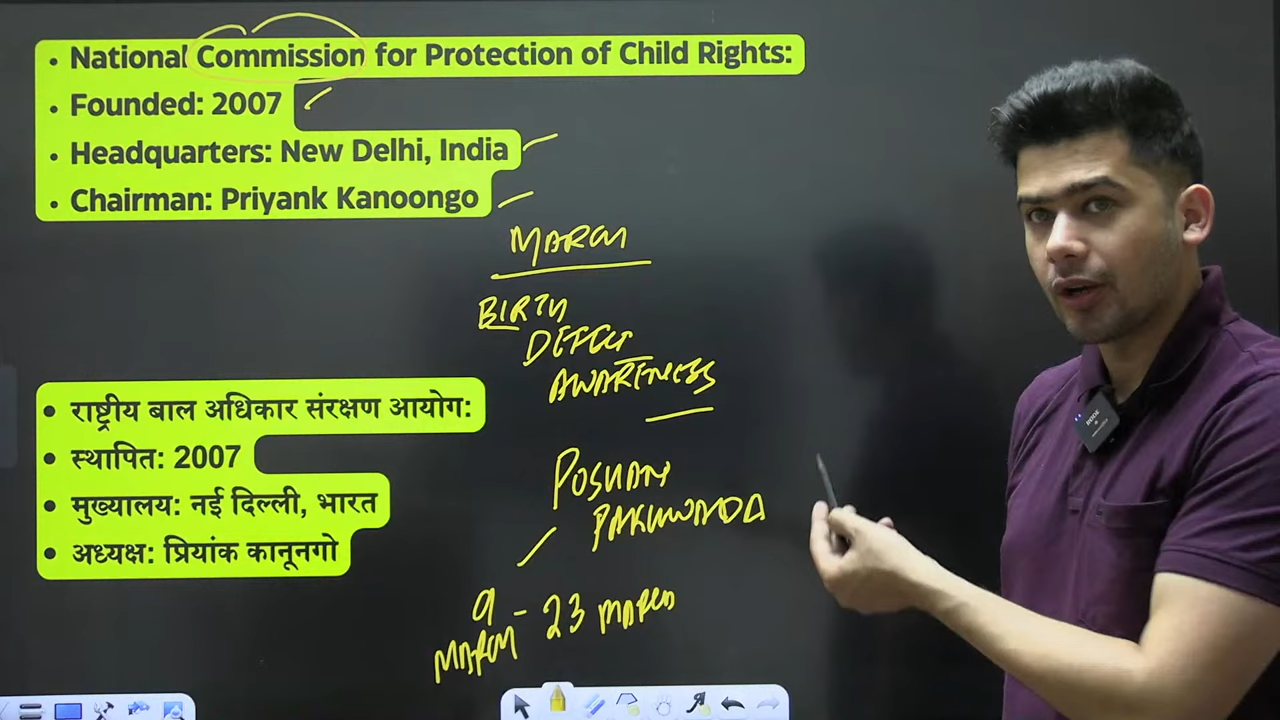 • National Commission for Protection of Child Rights:
• Founded: 2007
• Headquarters: New Delhi, India
• Chairman: Priyank Kanoongo
MARCH
BIRTH
DEFECT
AWARENESS
• राष्ट्रीय बाल अधिकार संरक्षण आयोग:
• स्थापित: 2007
• मुख्यालय: नई दिल्ली, भारत
• अध्यक्ष: प्रियांक कानूनगो
POSHAN
PAKHWADA
9 - 23 MARCH
MARCH
RODE